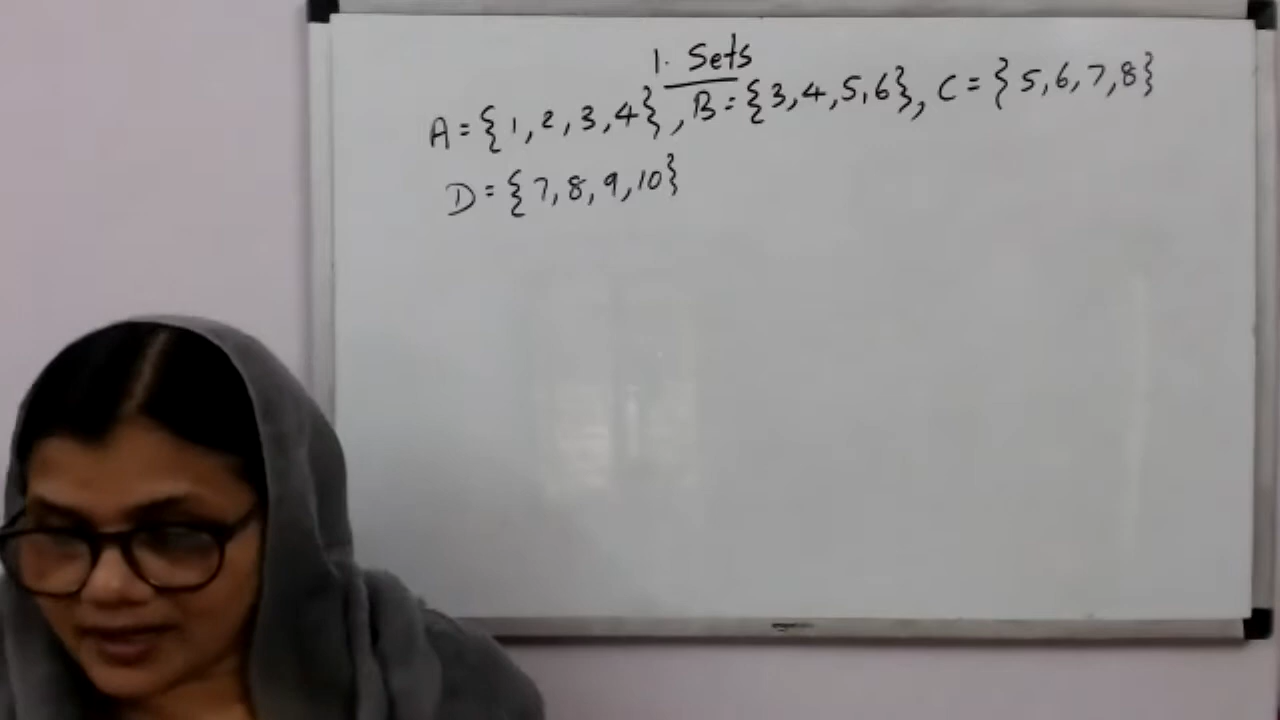 1. Sets
A = {1, 2, 3, 4}, B = {3, 4, 5, 6}, C = {5, 6, 7, 8}
D = {7, 8, 9, 10}